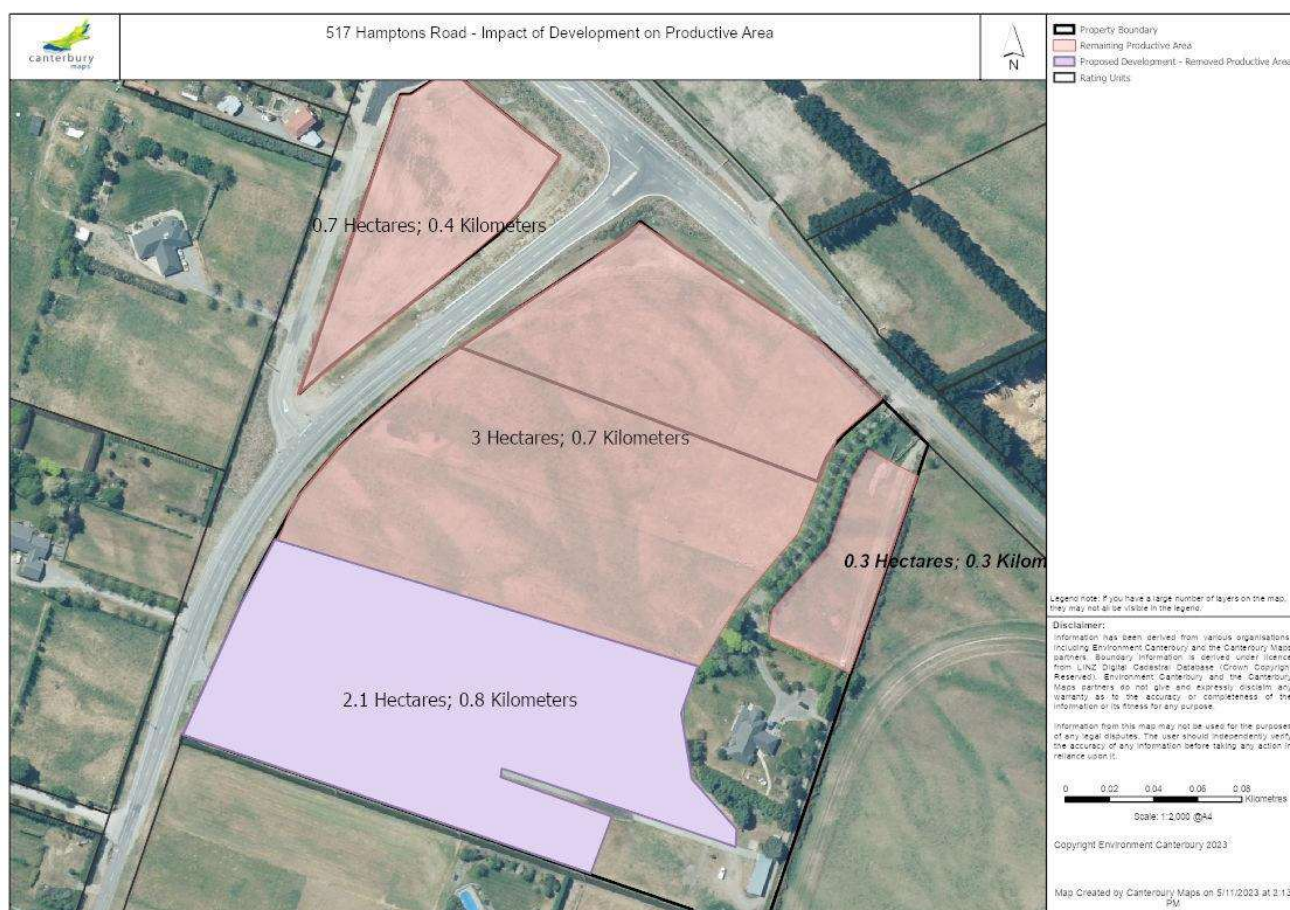 canterbury
maps
517 Hamptons Road - Impact of Development on Productive Area
N
Property Boundary
Remaining Productive Area
Proposed Development - Removed Productive Area
Rating Units
0.7 Hectares; 0.4 Kilometers
3 Hectares; 0.7 Kilometers
0.3 Hectares; 0.3 Kilom
2.1 Hectares; 0.8 Kilometers
Legend note: If you have a large number of layers on the map,
they may not all be visible in the legend.
Disclaimer:
Information has been derived from various organisations,
including Environment Canterbury and the Canterbury Maps
partners. Boundary information is derived under licence
from LINZ Digital Cadastral Database (Crown Copyright
Reserved). Environment Canterbury and the Canterbury
Maps partners do not give and expressly disclaim any
warranty as to the accuracy or completeness of the
information or its fitness for any purpose.
Information from this map may not be used for the purposes
of any legal disputes. The user should independently verify
the accuracy of any information before taking any action in
reliance upon it.
0 0.02 0.04 0.06 0.08
Kilometres
Scale: 1:2,000 @A4
Copyright Environment Canterbury 2023
Map Created by Canterbury Maps on 5/11/2023 at 2:13
PM